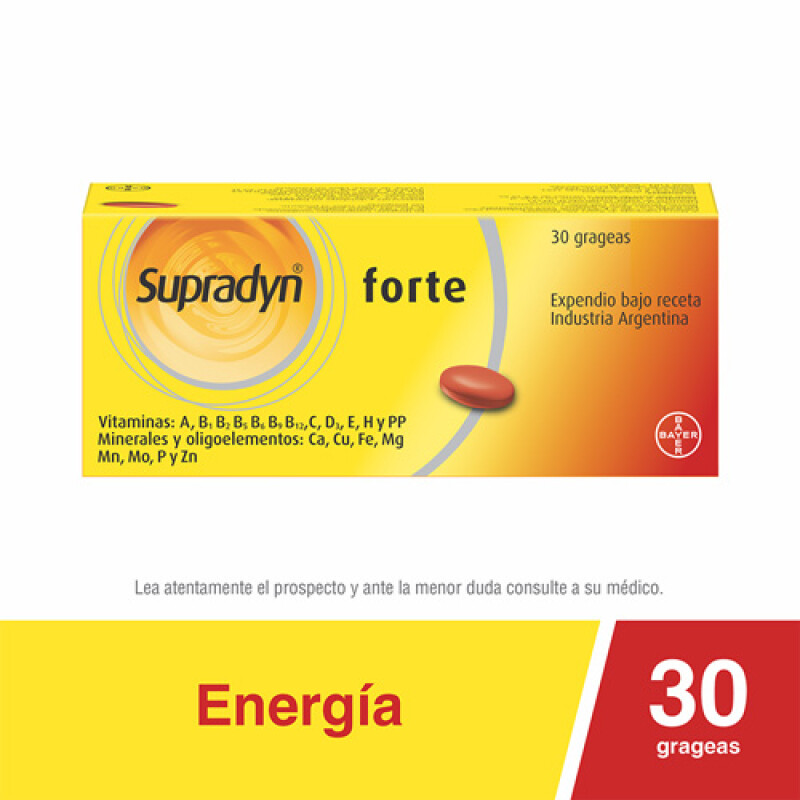 Supradyn® forte
30 grageas
Expendio bajo receta
Industria Argentina
Vitaminas: A, B₁ B₂ B₅ B₆ B₉ B₁₂,C, D₃, E, H y PP
Minerales y oligoelementos: Ca, Cu, Fe, Mg
Mn, Mo, P y Zn
BAYER
BAYER
Lea atentamente el prospecto y ante la menor duda consulte a su médico.
Energía
30
grageas